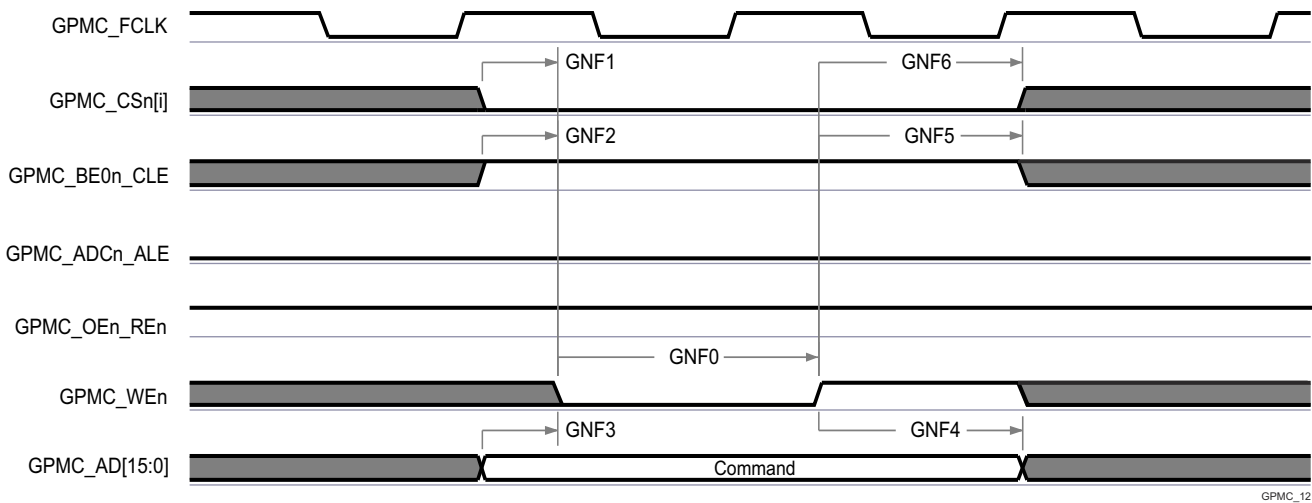 GPMC_FCLK
GNF1 GNF6
GPMC_CSn[i]
GNF2 GNF5
GPMC_BE0n_CLE
GPMC_ADCn_ALE
GPMC_OEn_REn
GNF0
GPMC_WEn
GNF3 GNF4
GPMC_AD[15:0] Command
GPMC_12